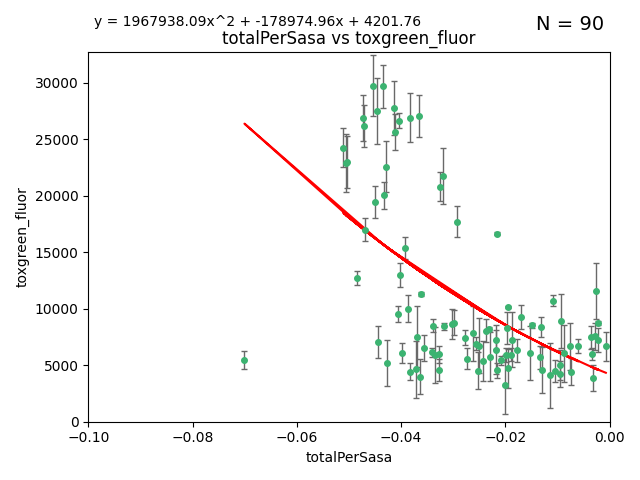 y = 1967938.09x^2 + -178974.96x + 4201.76
N = 90
totalPerSasa vs toxgreen_fluor
30000
25000
20000
15000
10000
5000
0
toxgreen_fluor
−0.10
−0.08
−0.06
−0.04
−0.02
0.00
totalPerSasa